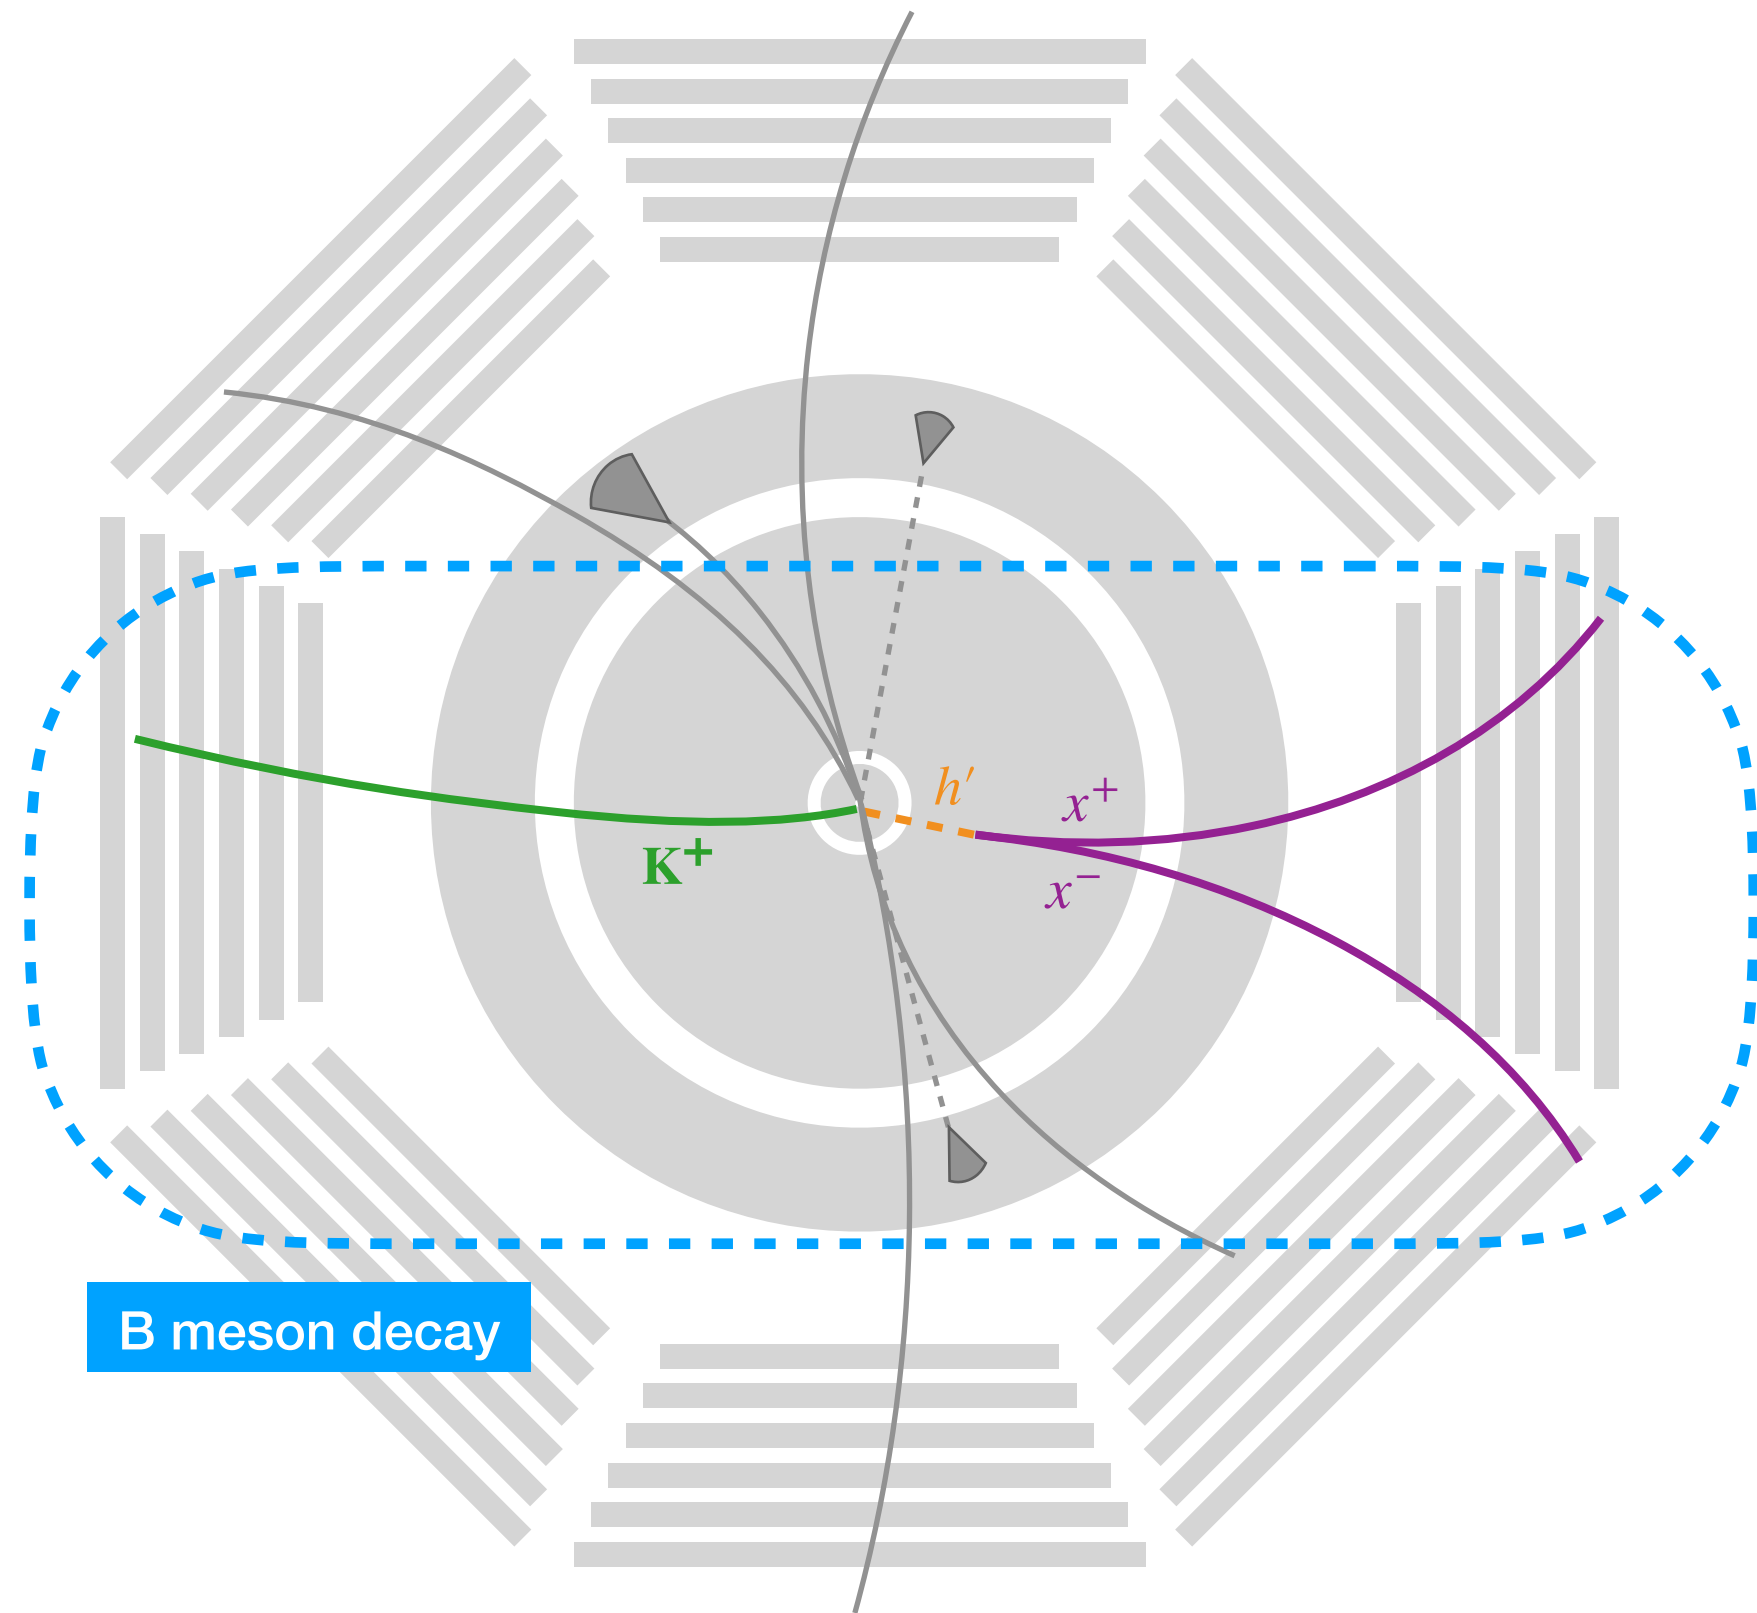 h′
x⁺
K⁺
x⁻
B meson decay